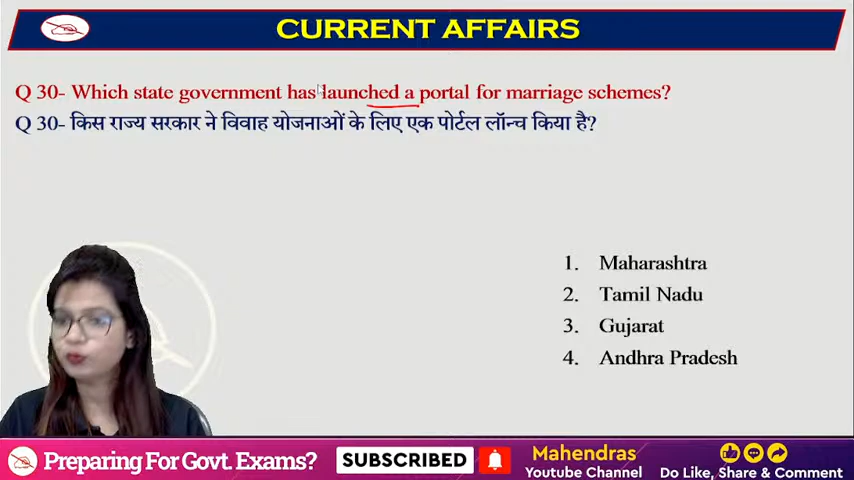 CURRENT AFFAIRS
Q 30- Which state government has launched a portal for marriage schemes?
Q 30- किस राज्य सरकार ने विवाह योजनाओं के लिए एक पोर्टल लॉन्च किया है?
1. Maharashtra
2. Tamil Nadu
3. Gujarat
4. Andhra Pradesh
Preparing For Govt. Exams?
SUBSCRIBED
Mahendras
Youtube Channel
Do Like, Share & Comment